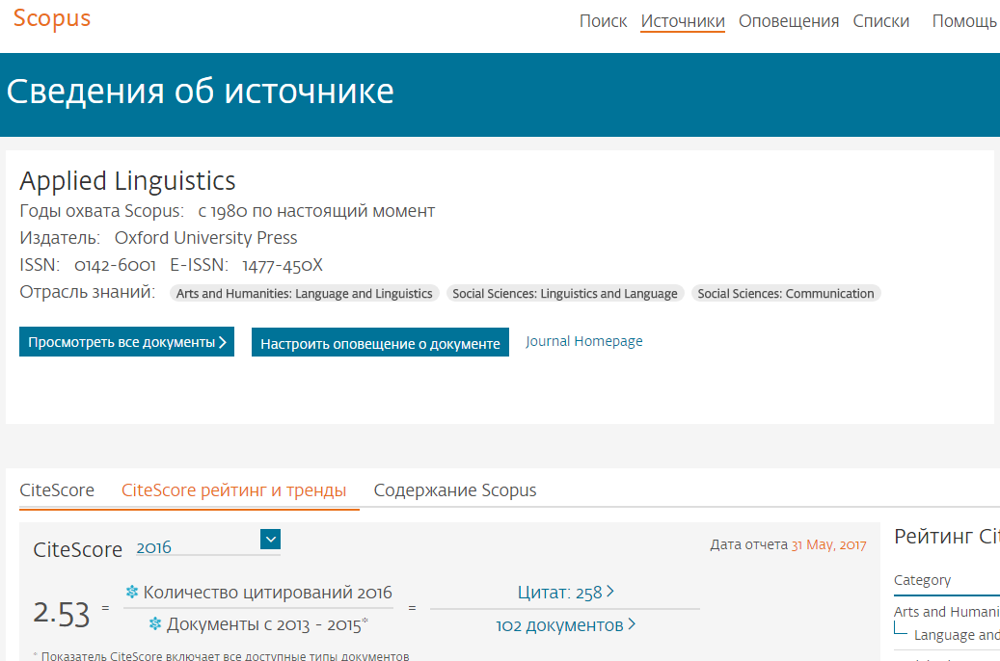 Scopus
Поиск Источники Оповещения Списки Помощь
Сведения об источнике
Applied Linguistics
Годы охвата Scopus: с 1980 по настоящий момент
Издатель: Oxford University Press
ISSN: 0142-6001 E-ISSN: 1477-450X
Отрасль знаний: Arts and Humanities: Language and Linguistics Social Sciences: Linguistics and Language Social Sciences: Communication
Просмотреть все документы > Настроить оповещение о документе Journal Homepage
CiteScore CiteScore рейтинг и тренды Содержание Scopus
CiteScore 2016
Дата отчета 31 May, 2017
2.53 = Количество цитирований 2016 = Цитат: 258 >
Документы с 2013 - 2015* 102 документов >
* Показатель CiteScore включает все доступные типы документов
Рейтинг Cit
Category
Arts and Humani
Language and